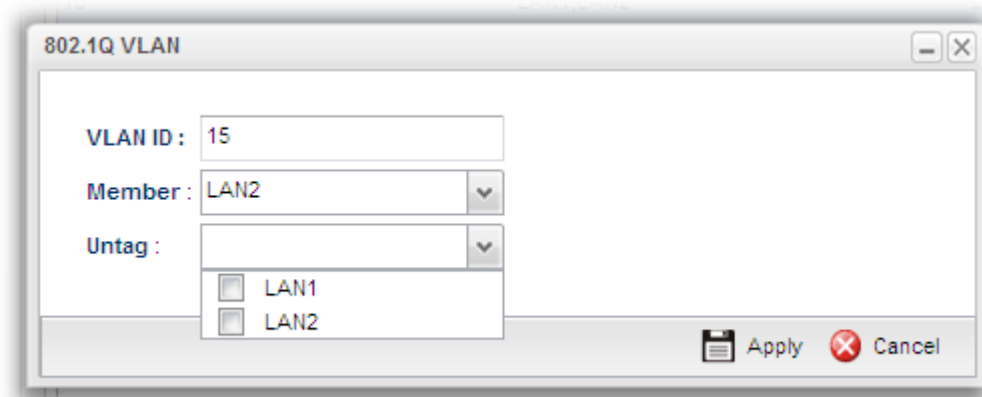 802.1Q VLAN
VLAN ID : 15
Member : LAN2
Untag :
LAN1
LAN2
Apply Cancel